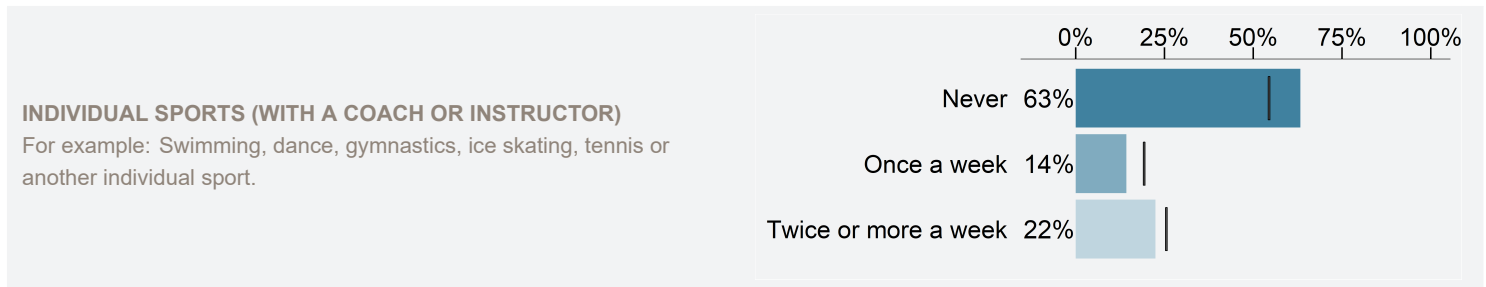 INDIVIDUAL SPORTS (WITH A COACH OR INSTRUCTOR)
For example: Swimming, dance, gymnastics, ice skating, tennis or
another individual sport.
0% 25% 50% 75% 100%
Never 63%
Once a week 14%
Twice or more a week 22%